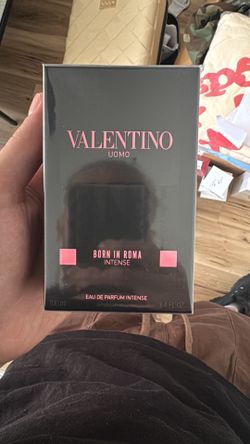 VALENTINO
UOMO
BORN IN ROMA
INTENSE
EAU DE PARFUM INTENSE